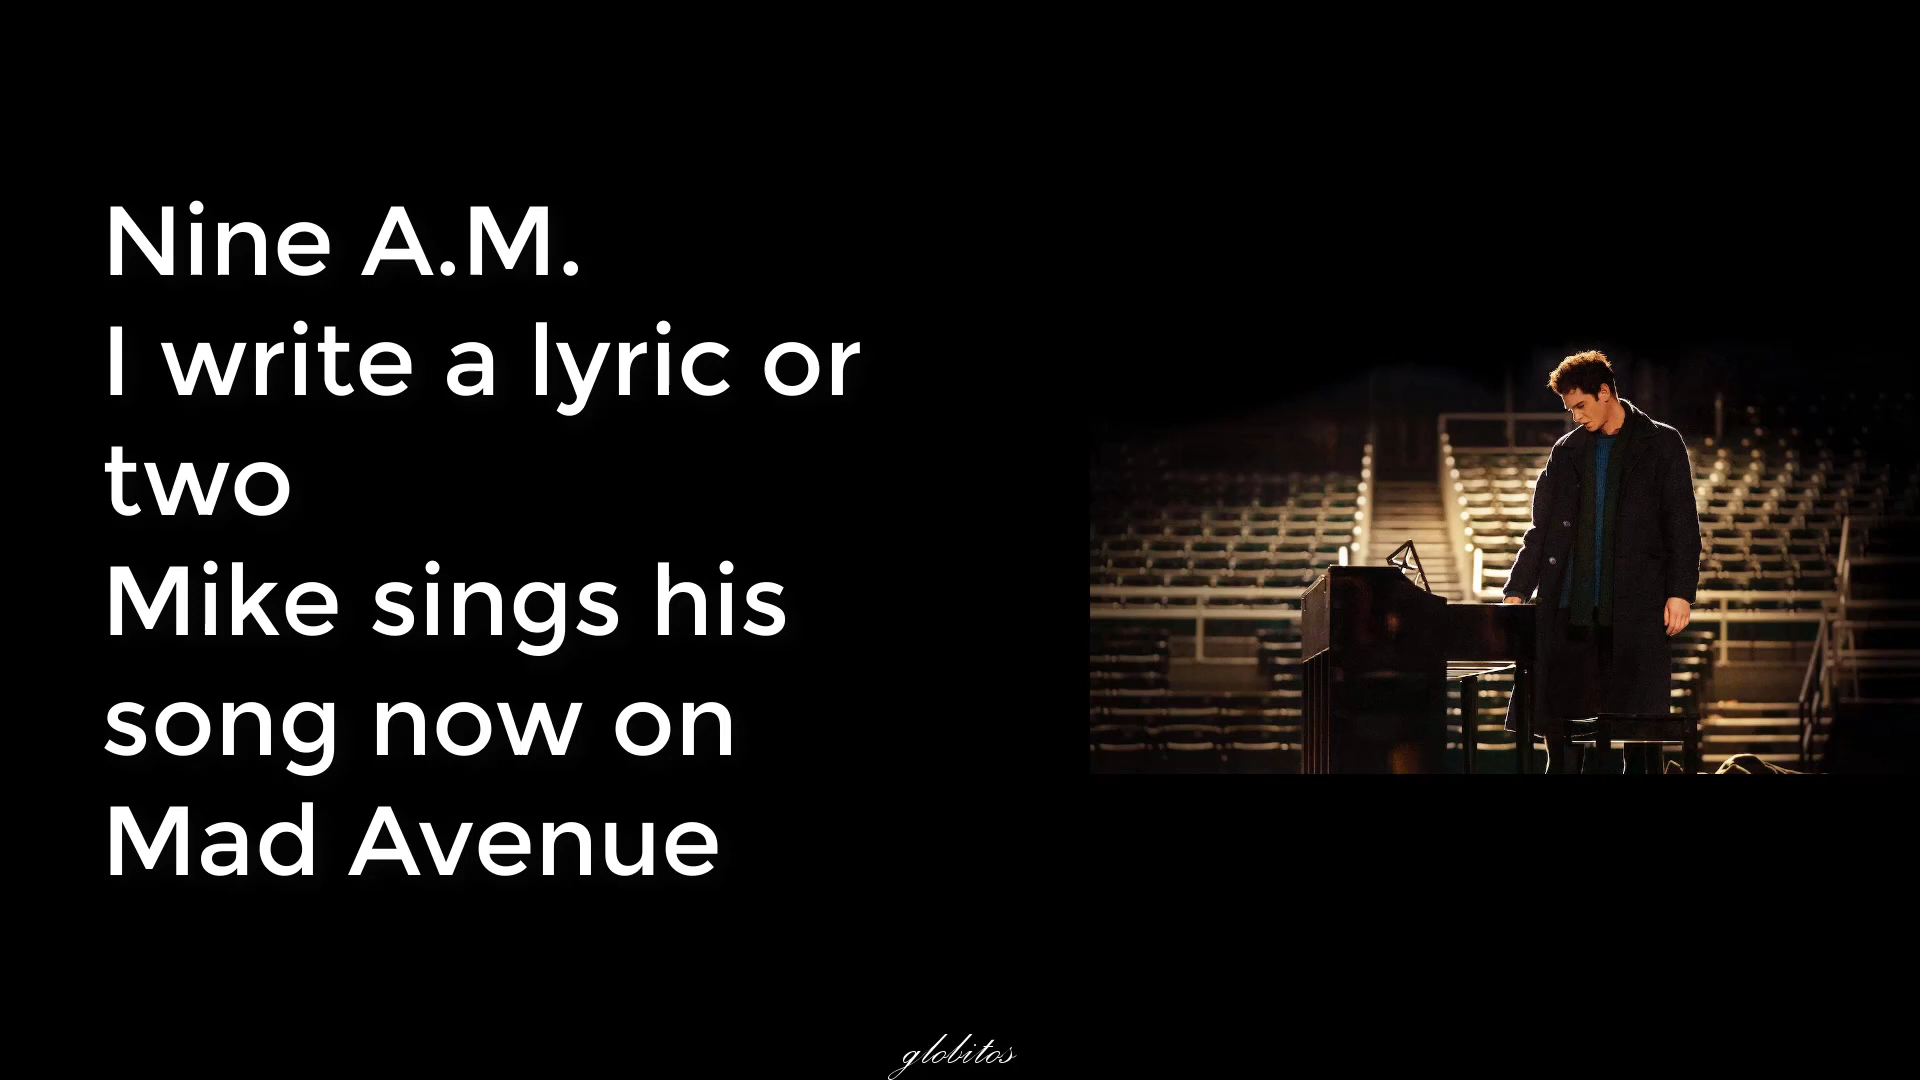 Nine A.M.
I write a lyric or
two
Mike sings his
song now on
Mad Avenue
globitos